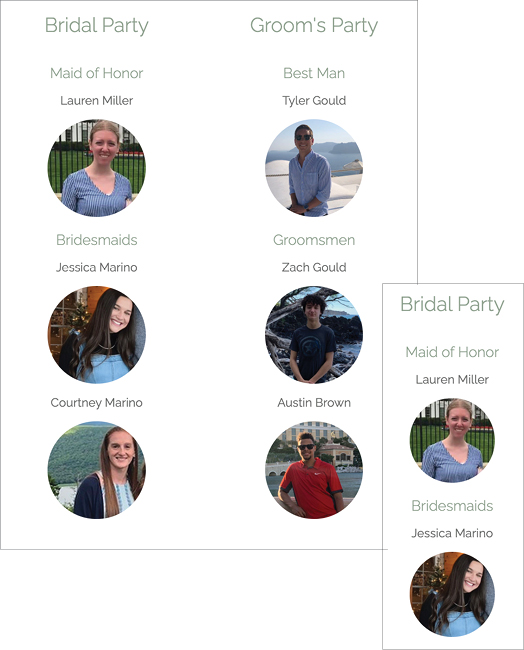 Bridal Party
Maid of Honor
Lauren Miller
Bridesmaids
Jessica Marino
Courtney Marino
Groom's Party
Best Man
Tyler Gould
Groomsmen
Zach Gould
Austin Brown
Bridal Party
Maid of Honor
Lauren Miller
Bridesmaids
Jessica Marino